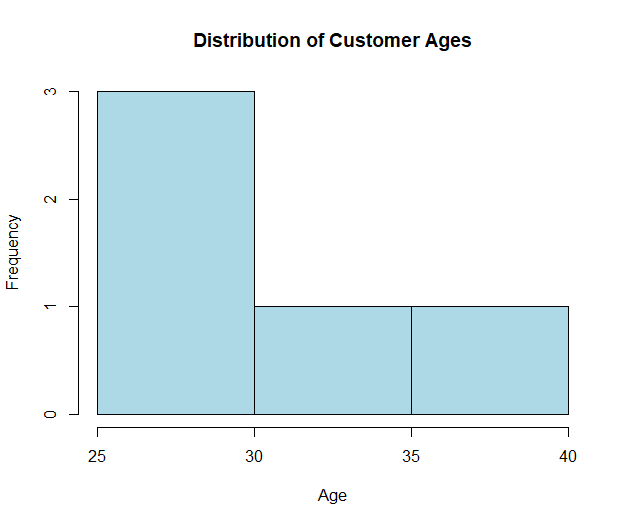 Distribution of Customer Ages
3
2
1
0
Frequency
25 30 35 40
Age